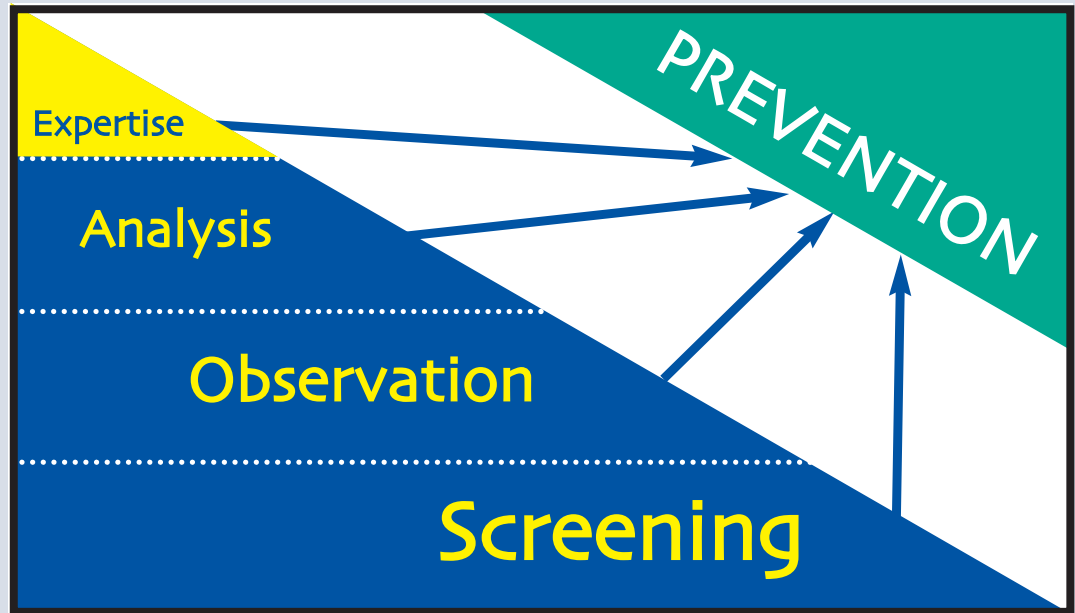 PREVENTION
Expertise
Analysis
Observation
Screening